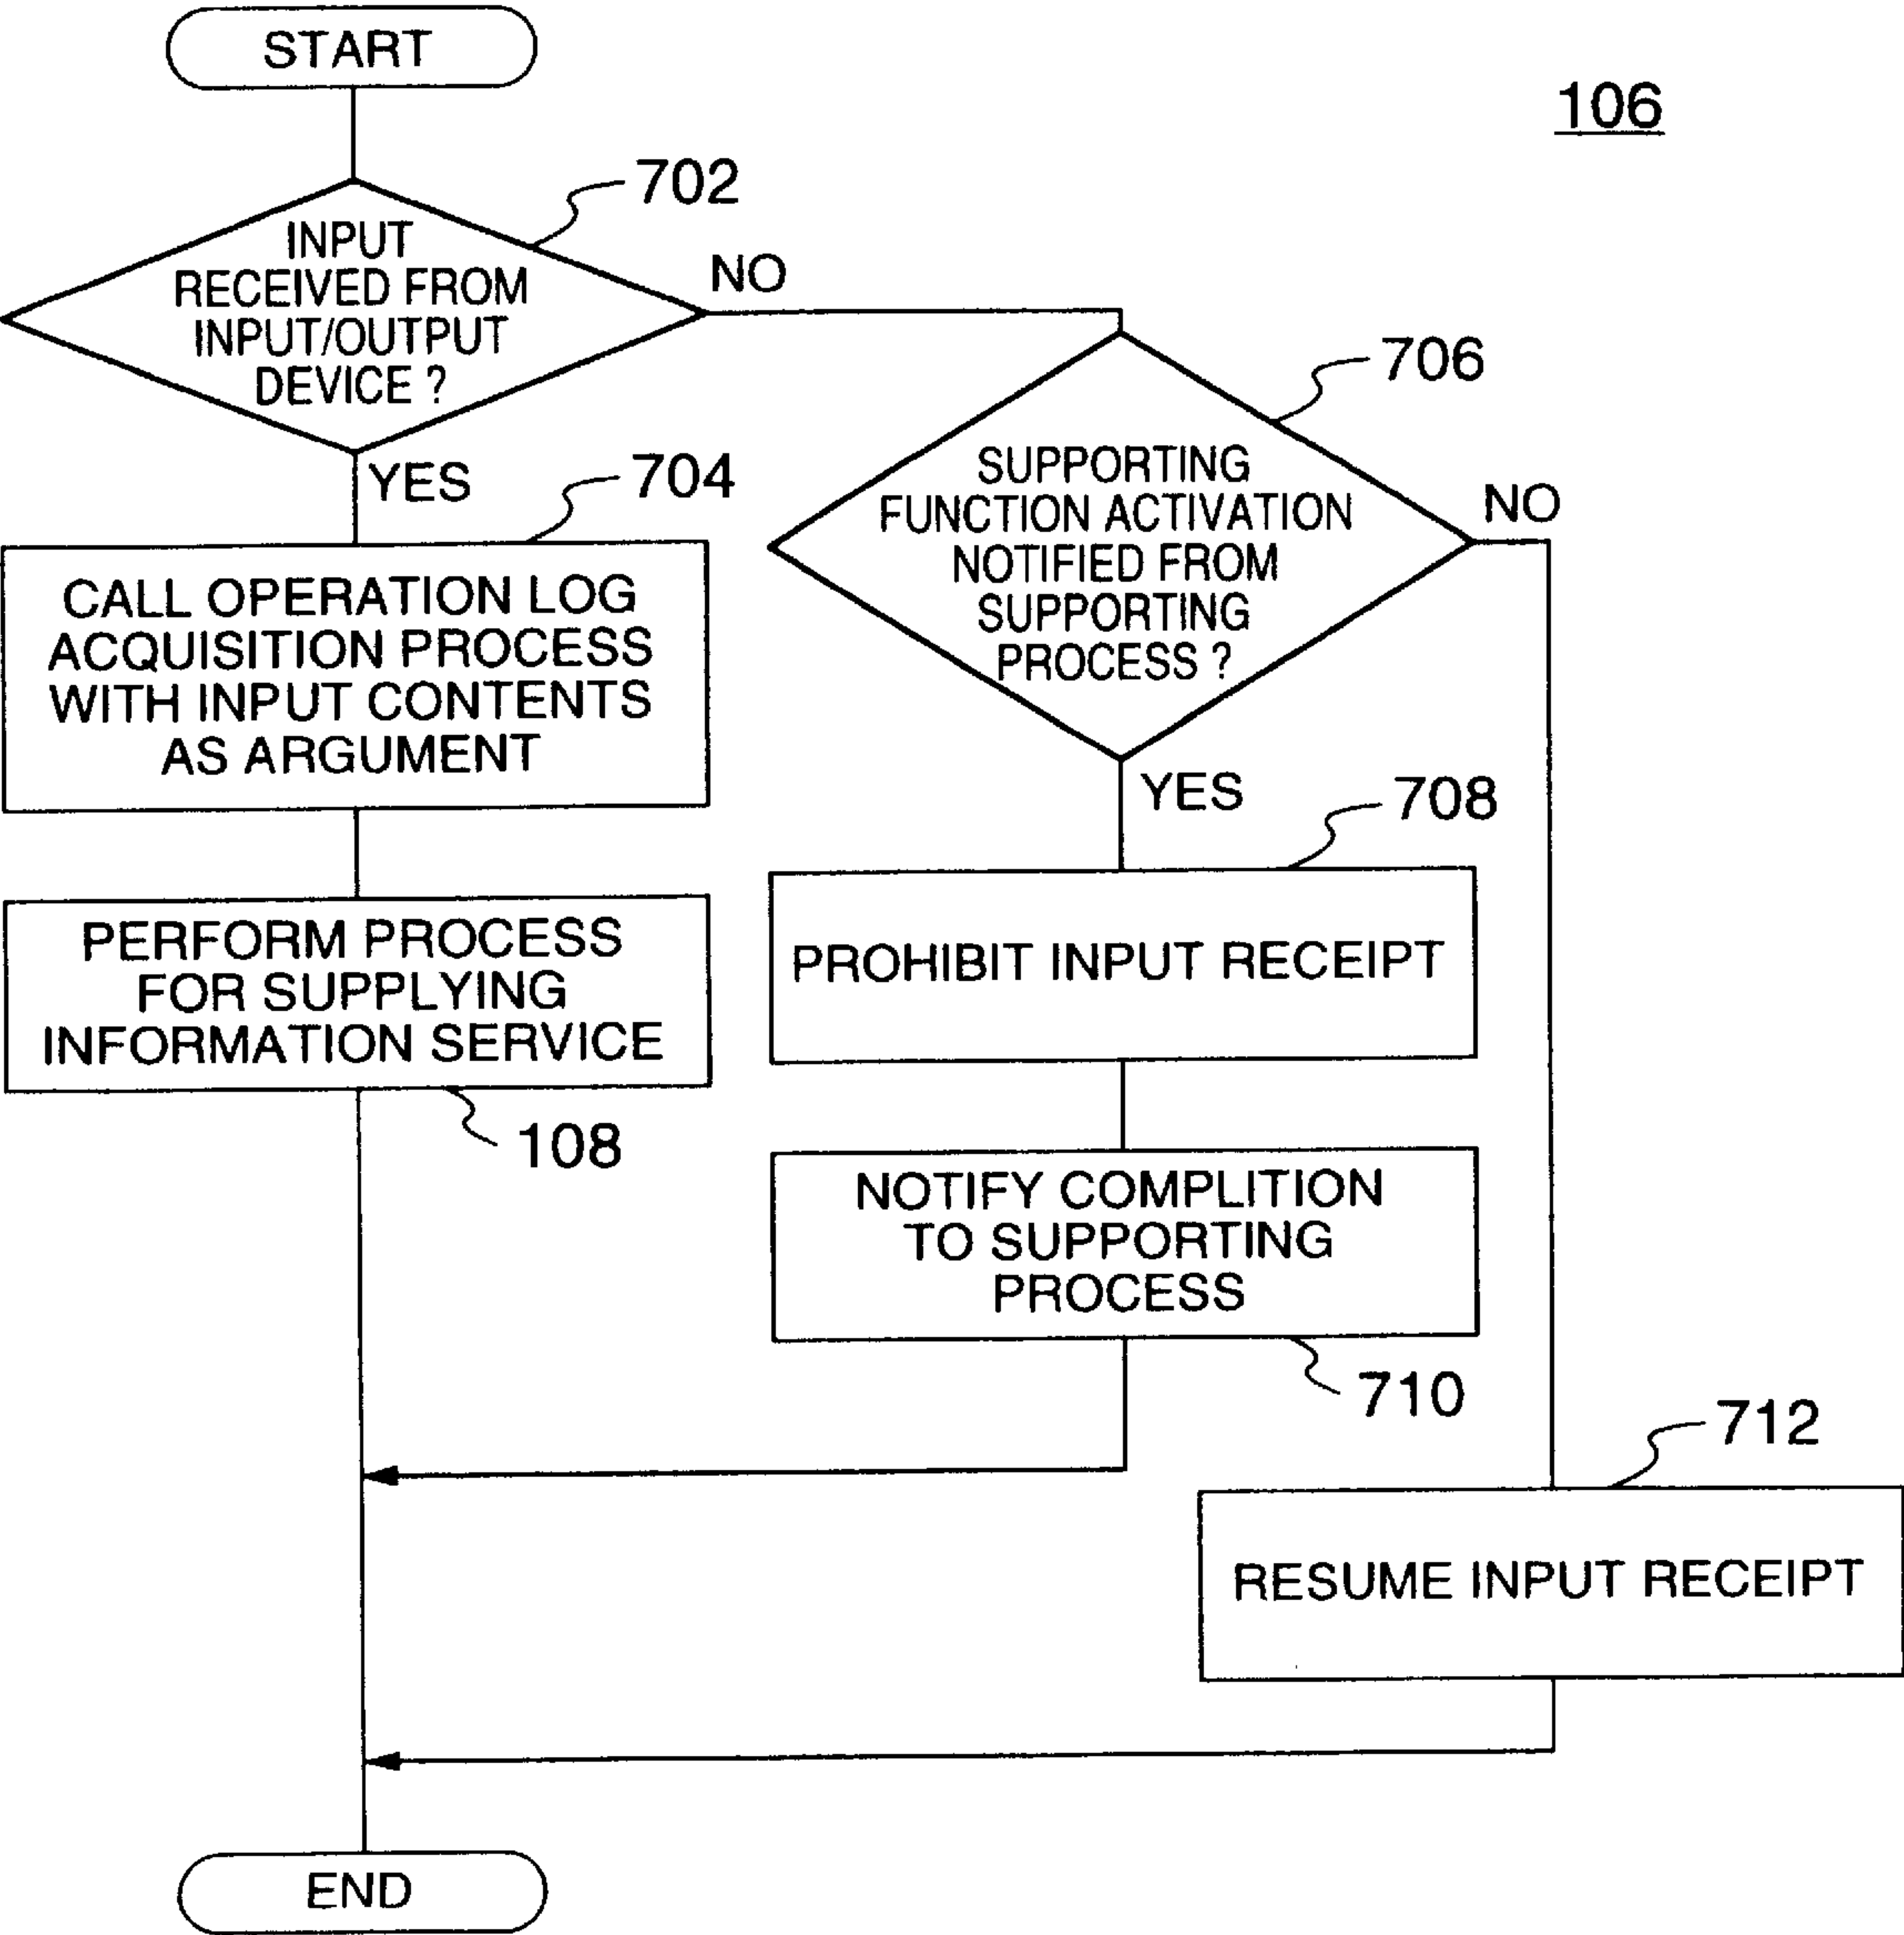 START
106
702
INPUT
RECEIVED FROM
INPUT/OUTPUT
DEVICE ?
NO
YES
704
CALL OPERATION LOG
ACQUISITION PROCESS
WITH INPUT CONTENTS
AS ARGUMENT
PERFORM PROCESS
FOR SUPPLYING
INFORMATION SERVICE
108
706
SUPPORTING
FUNCTION ACTIVATION
NOTIFIED FROM
SUPPORTING
PROCESS ?
NO
YES
708
PROHIBIT INPUT RECEIPT
NOTIFY COMPLITION
TO SUPPORTING
PROCESS
710
712
RESUME INPUT RECEIPT
END